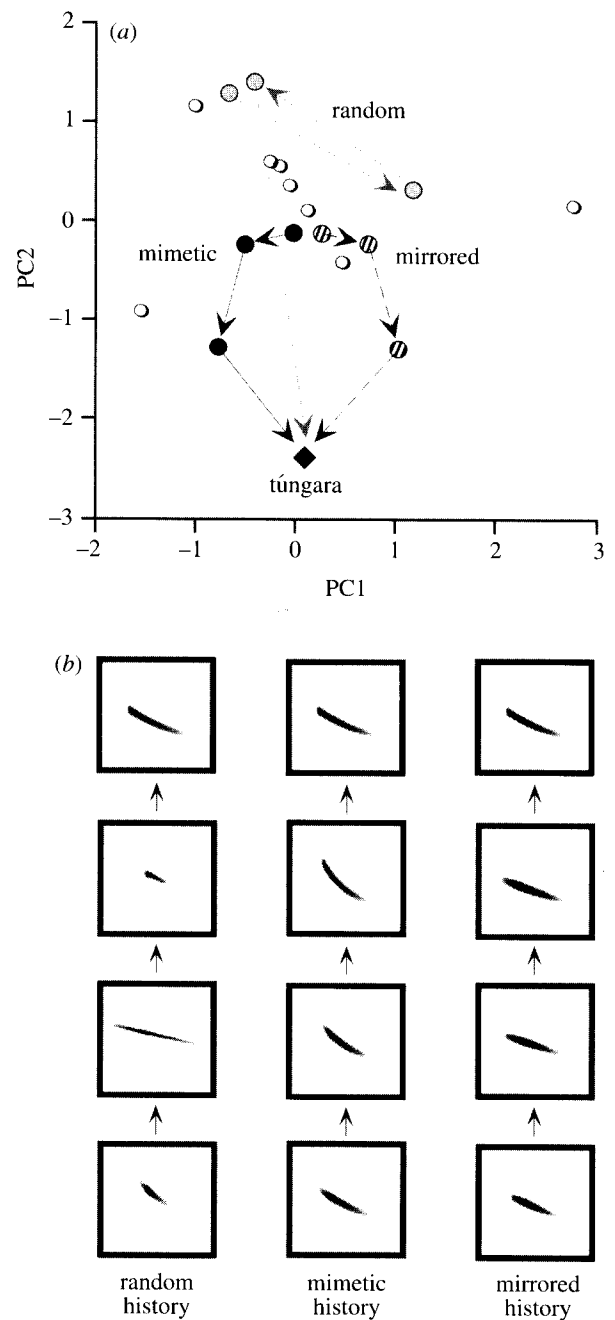 (a)
2
1
0
−1
−2
−3
PC2
random
mimetic
mirrored
túngara
−2
−1
0
1
2
3
PC1
(b)
random
history
mimetic
history
mirrored
history